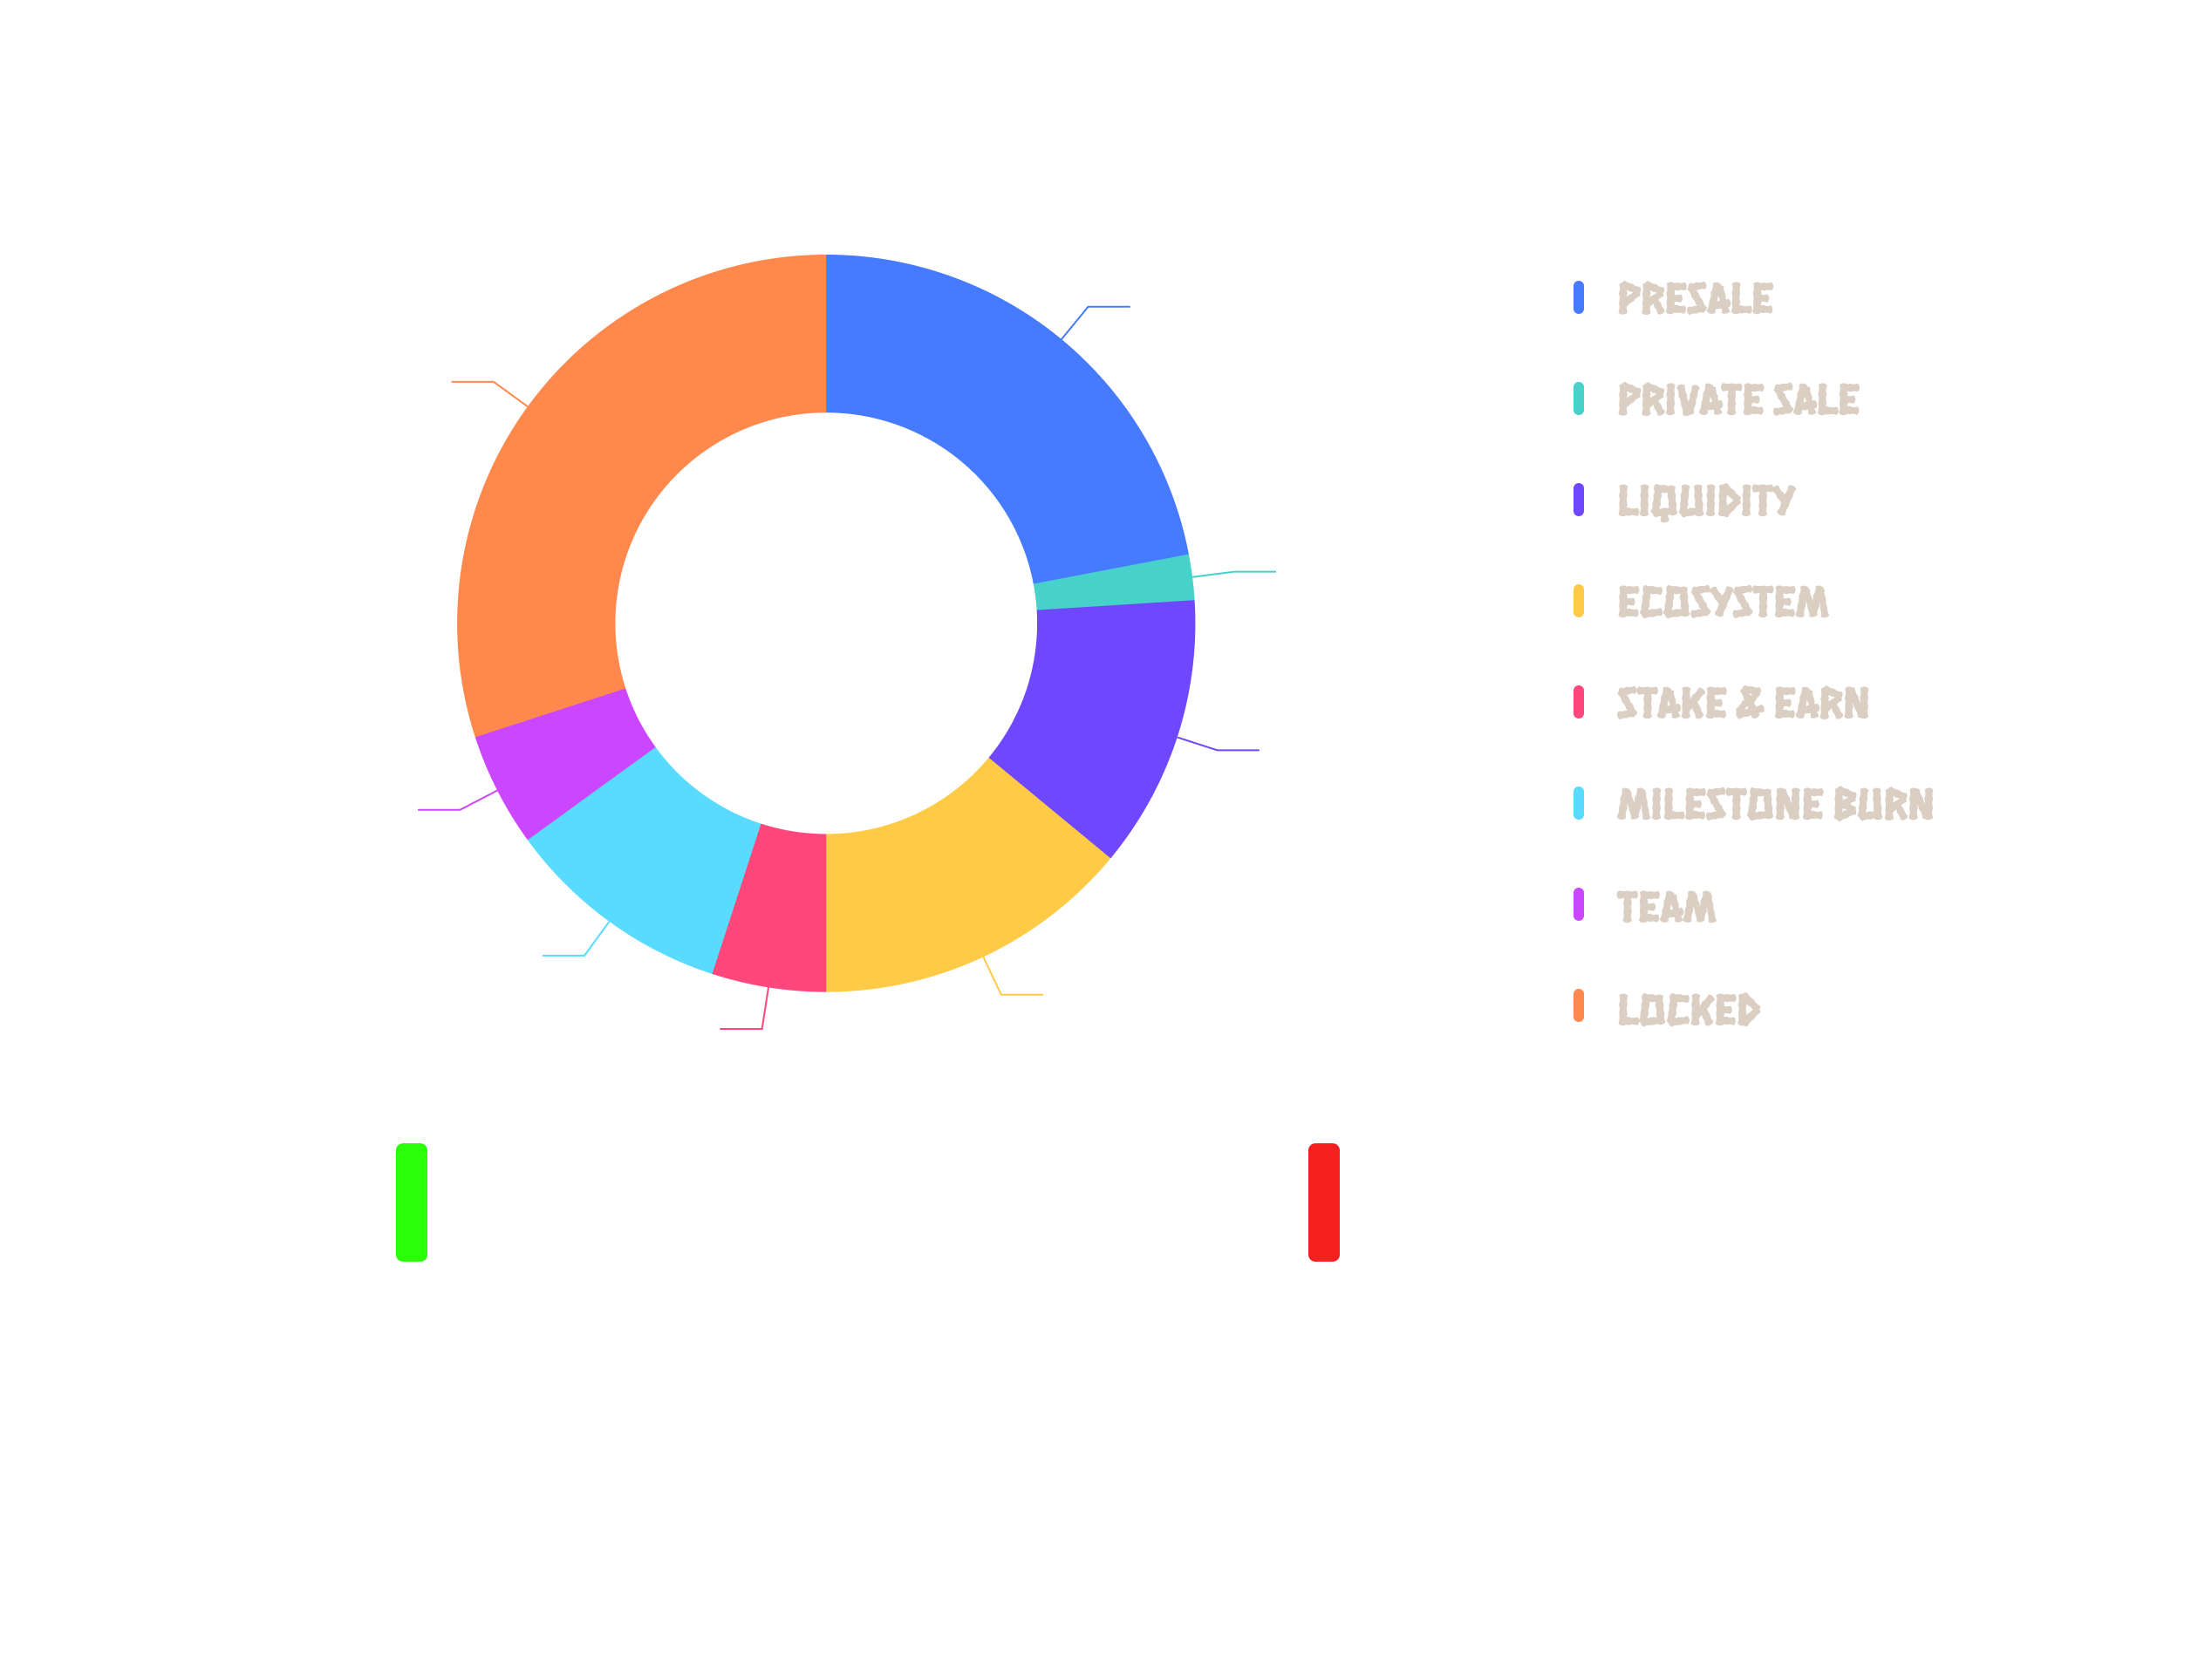 PRESALE
PRIVATE SALE
LIQUIDITY
ECOSYSTEM
STAKE & EARN
MILESTONE BURN
TEAM
LOCKED